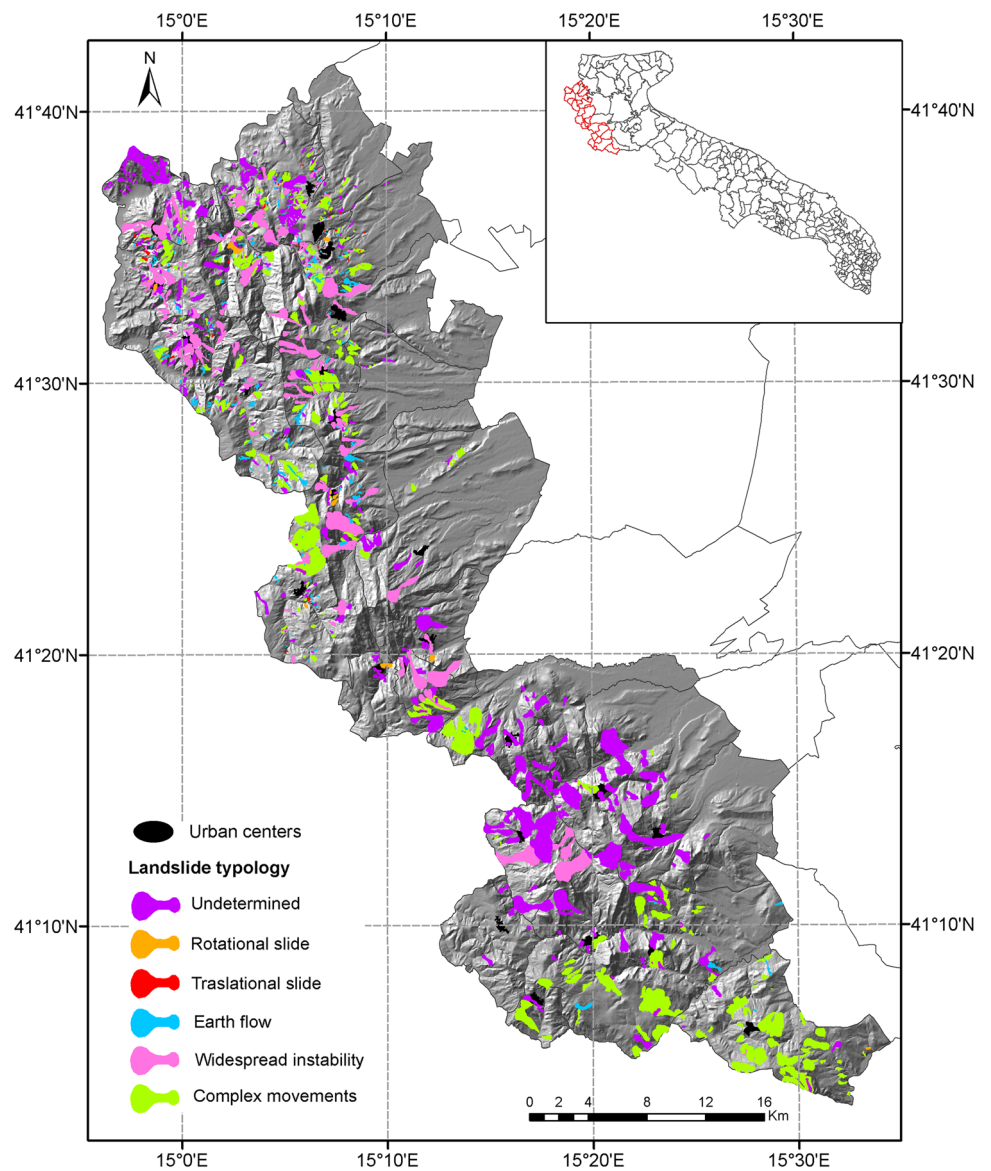 15°0'E 15°10'E 15°20'E 15°30'E
N
41°40'N 41°40'N
41°30'N 41°30'N
41°20'N 41°20'N
Urban centers
Landslide typology
Undetermined
41°10'N 41°10'N
Rotational slide
Traslational slide
Earth flow
Widespread instability
Complex movements
0 2 4 8 12 16
Km
15°0'E 15°10'E 15°20'E 15°30'E